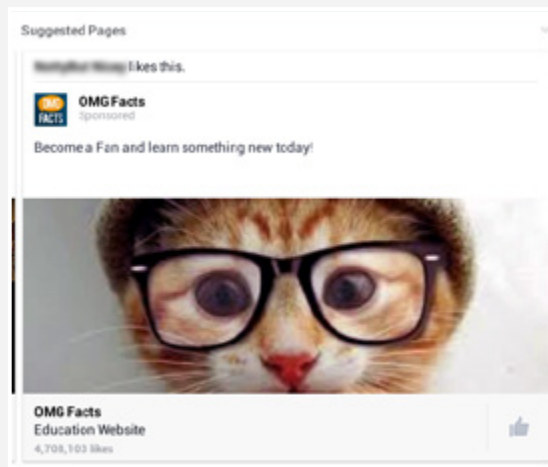 Suggested Pages
likes this.
OMG
FACTS
OMG Facts
Sponsored
Become a Fan and learn something new today!
OMG Facts
Education Website
4,708,103 likes